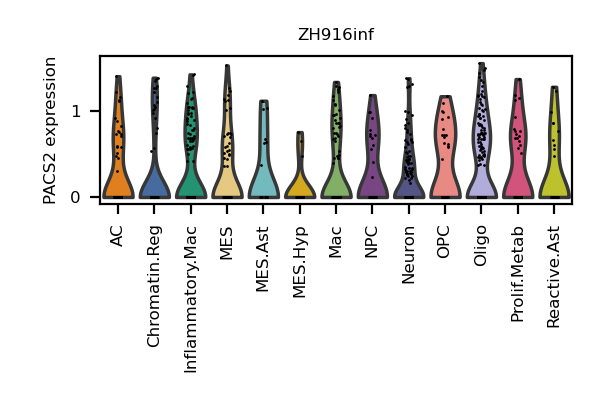 ZH916inf
PACS2 expression
1
0
AC
Chromatin.Reg
Inflammatory.Mac
MES
MES.Ast
MES.Hyp
Mac
NPC
Neuron
OPC
Oligo
Prolif.Metab
Reactive.Ast